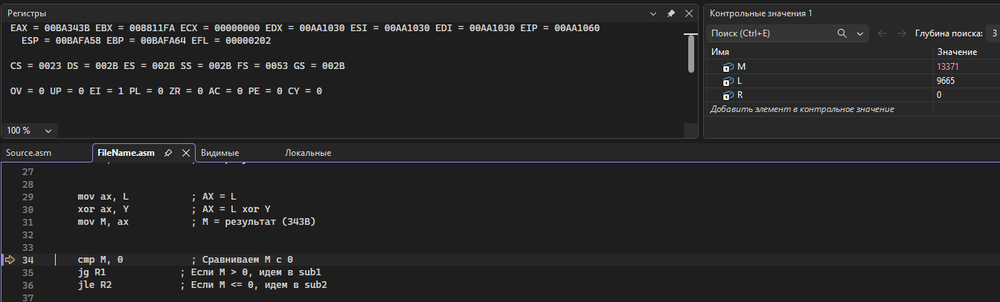 Регистры
EAX = 00BA343B EBX = 008811FA ECX = 00000000 EDX = 00AA1030 ESI = 00AA1030 EDI = 00AA1030 EIP = 00AA1060
ESP = 00BAFA58 EBP = 00BAFA64 EFL = 00000202
CS = 0023 DS = 002B ES = 002B SS = 002B FS = 0053 GS = 002B
OV = 0 UP = 0 EI = 1 PL = 0 ZR = 0 AC = 0 PE = 0 CY = 0
100 %
Контрольные значения 1
Поиск (Ctrl+E) Глубина поиска: 3
Имя Значение
M 13371
L 9665
R 0
Добавить элемент в контрольное значение
Source.asm FileName.asm Видимые Локальные
27
28
29 mov ax, L ; AX = L
30 xor ax, Y ; AX = L xor Y
31 mov M, ax ; M = результат (343B)
32
33
34 cmp M, 0 ; Сравниваем M с 0
35 jg R1 ; Если M > 0, идем в sub1
36 jle R2 ; Если M <= 0, идем в sub2
37